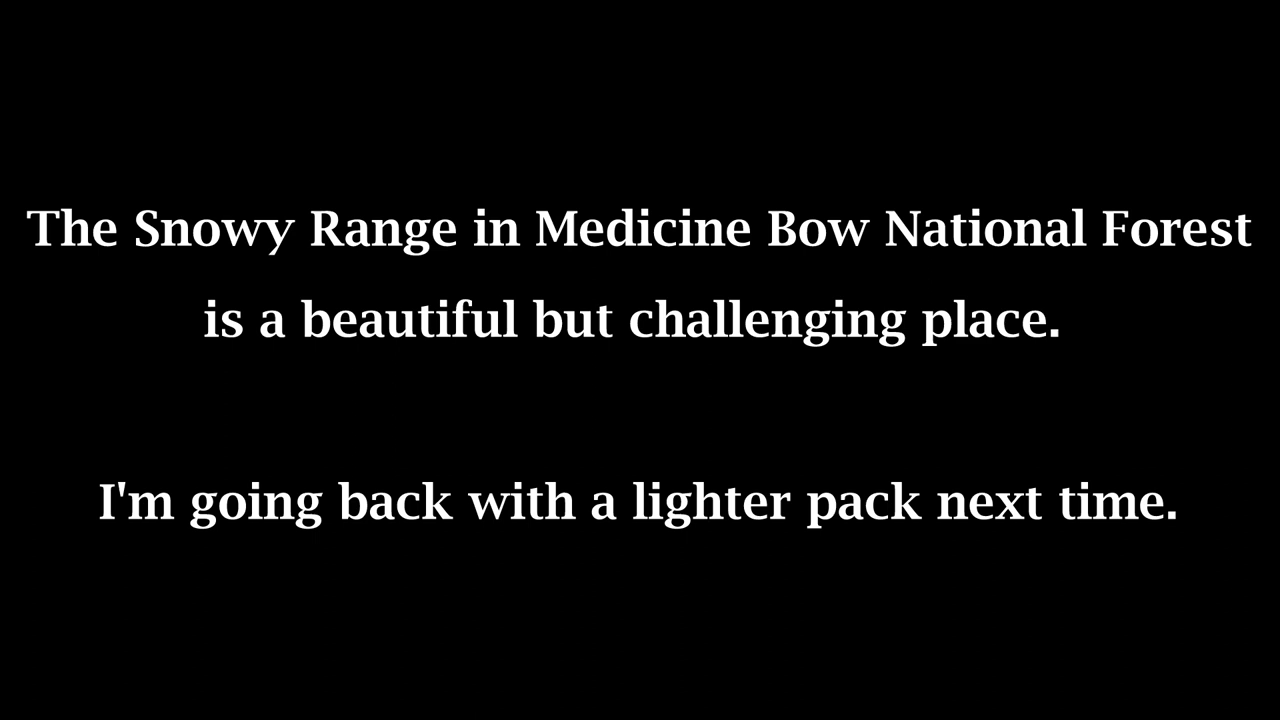 The Snowy Range in Medicine Bow National Forest
is a beautiful but challenging place.
I'm going back with a lighter pack next time.